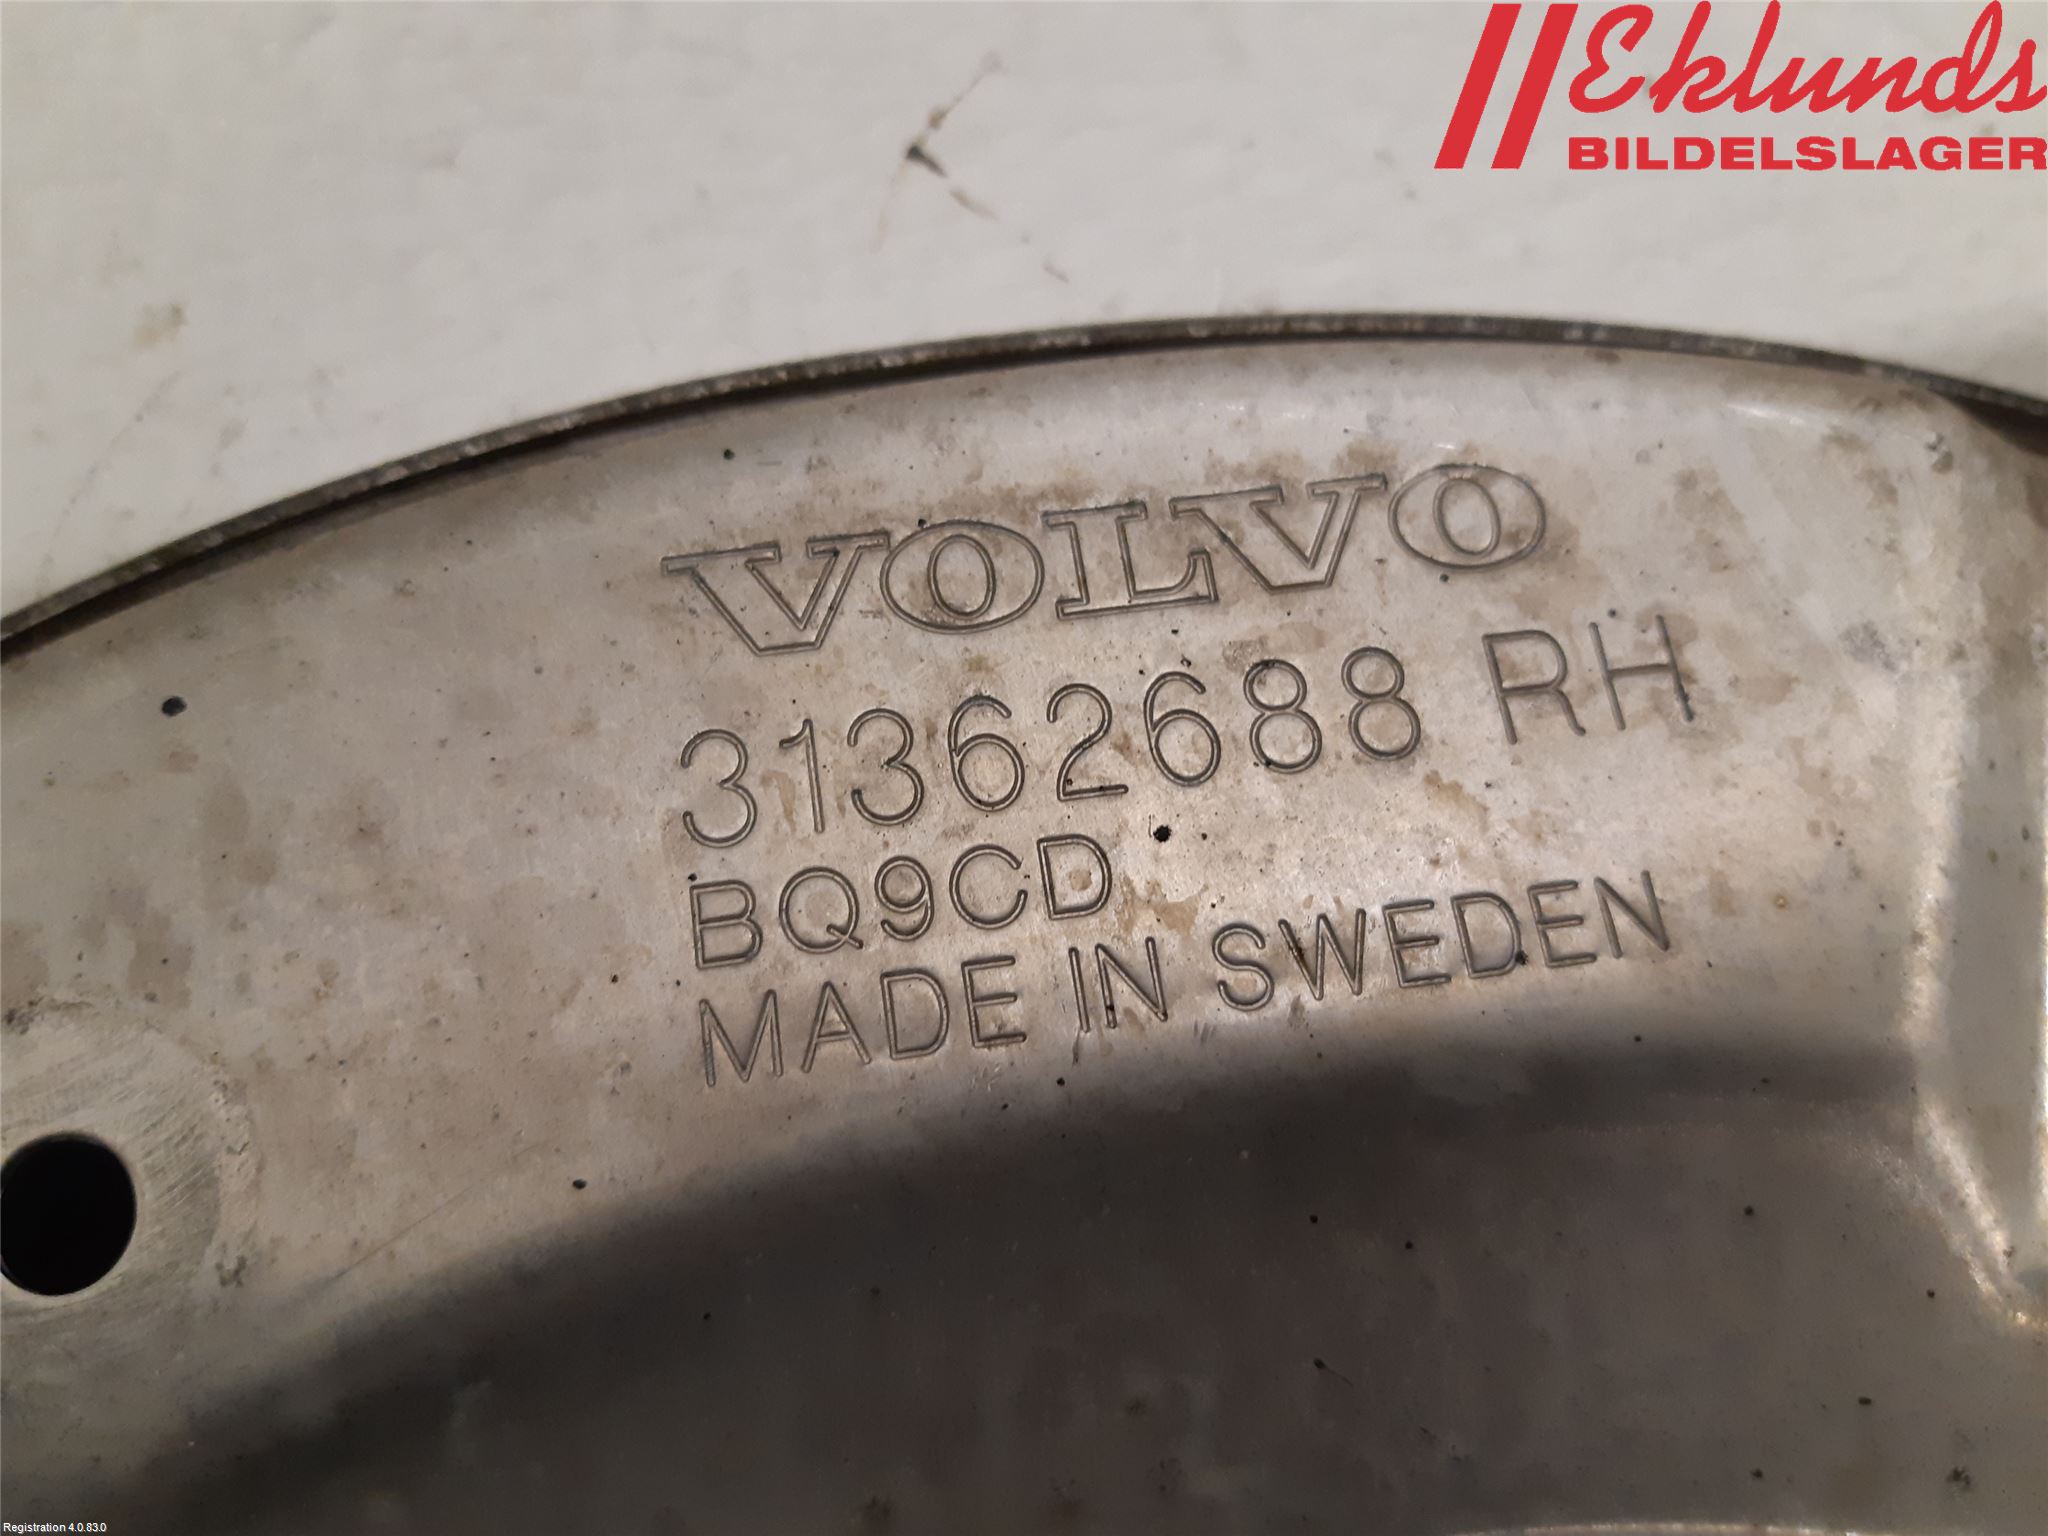 Eklunds
BILDELSLAGER
VOLVO
31362688 RH
BQ9CD
MADE IN SWEDEN
Registration 4.0.83.0